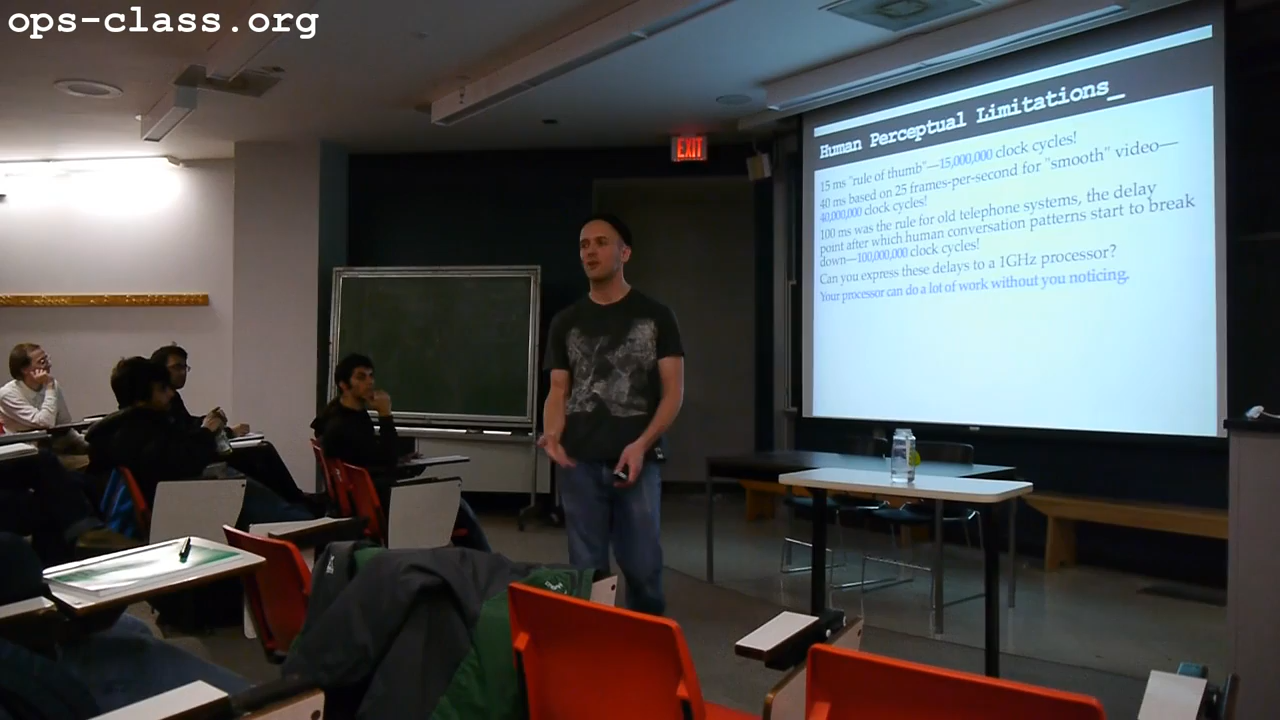 ops-class.org
EXIT
Human Perceptual Limitations_
15 ms "rule of thumb"—15,000,000 clock cycles!
40 ms based on 25 frames-per-second for "smooth" video—
40,000,000 clock cycles!
100 ms was the rule for old telephone systems, the delay
point after which human conversation patterns start to break
down—100,000,000 clock cycles!
Can you express these delays to a 1GHz processor?
Your processor can do a lot of work without you noticing.